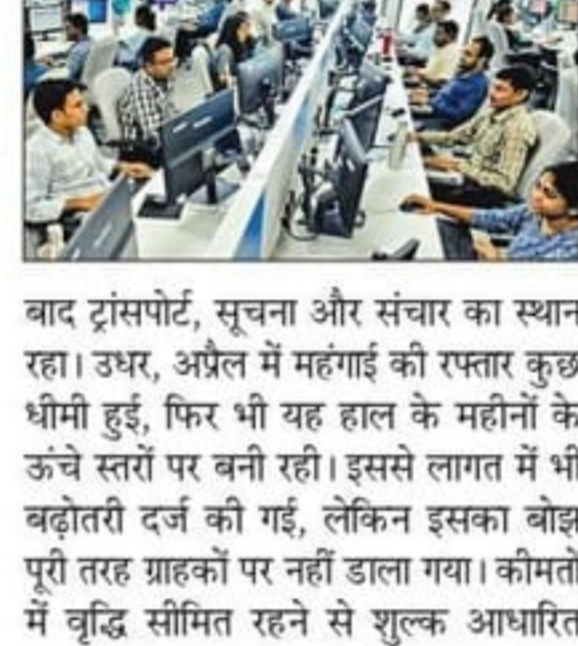 बाद ट्रांसपोर्ट, सूचना और संचार का स्थान
रहा। उधर, अप्रैल में महंगाई की रफ्तार कुछ
धीमी हुई, फिर भी यह हाल के महीनों के
ऊंचे स्तरों पर बनी रही। इससे लागत में भी
बढ़ोतरी दर्ज की गई, लेकिन इसका बोझ
पूरी तरह ग्राहकों पर नहीं डाला गया। कीमतों
में वृद्धि सीमित रहने से शुल्क आधारित